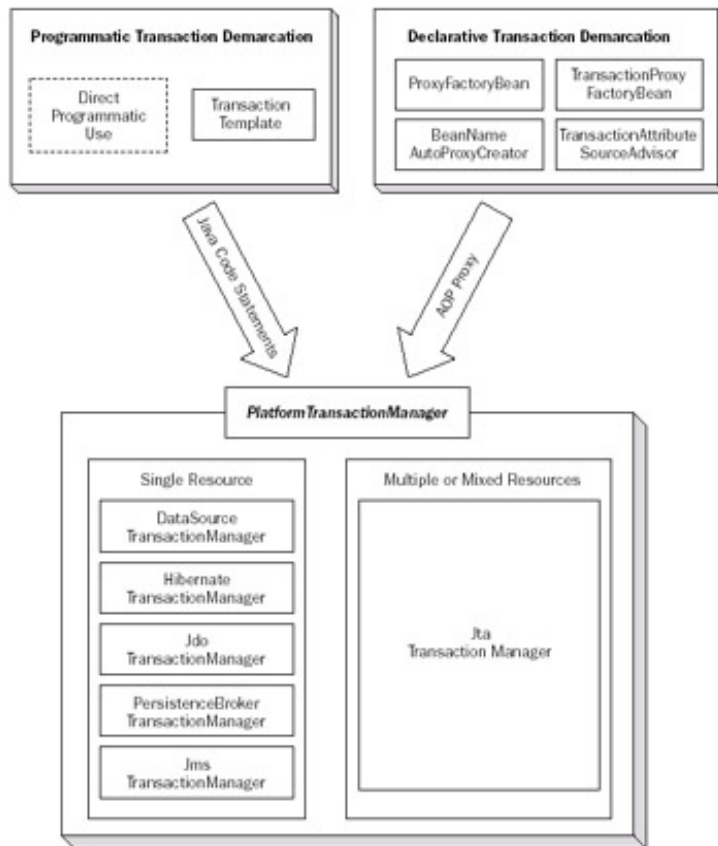 Programmatic Transaction Demarcation
Direct
Programmatic
Use
Transaction
Template
Declarative Transaction Demarcation
ProxyFactoryBean
TransactionProxy
FactoryBean
BeanName
AutoProxyCreator
TransactionAttribute
SourceAdvisor
Java Code Statements
AOP Proxy
PlatformTransactionManager
Single Resource
DataSource
TransactionManager
Hibernate
TransactionManager
Jdo
TransactionManager
PersistenceBroker
TransactionManager
Jms
TransactionManager
Multiple or Mixed Resources
Jta
Transaction Manager